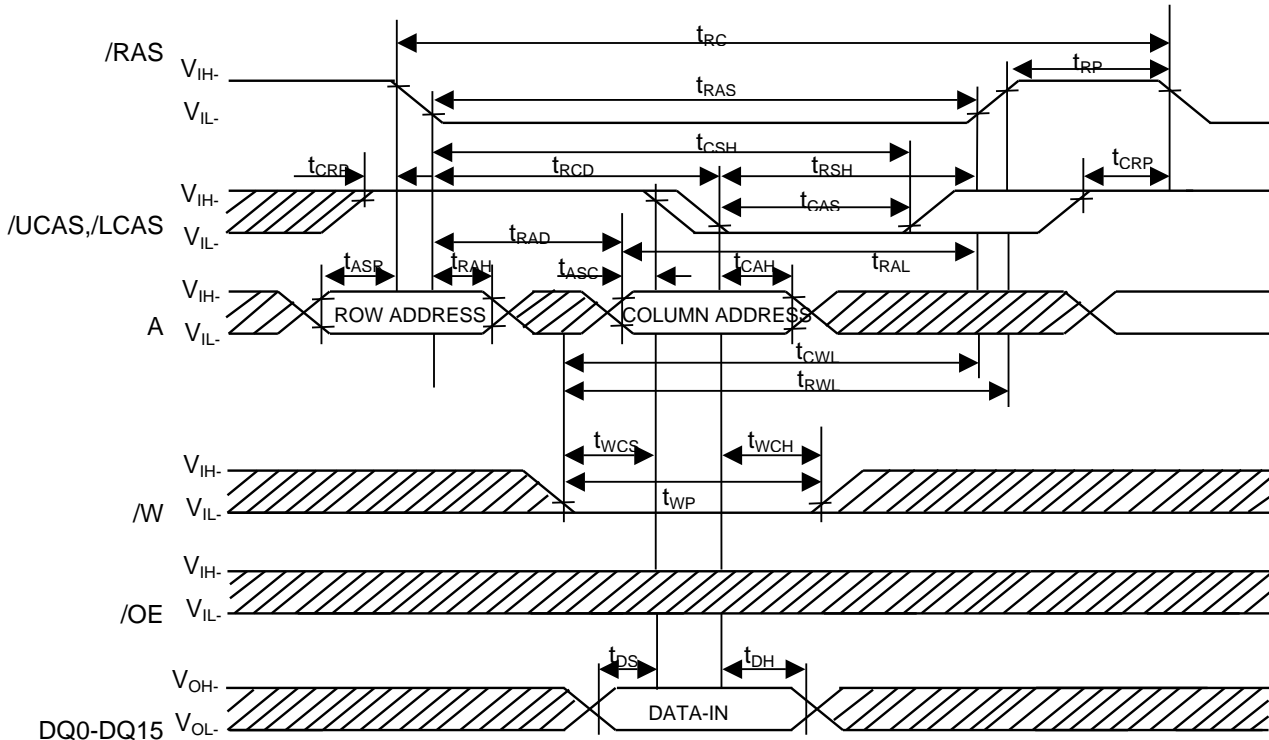 tRC
/RAS
VIH-
tRP
tRAS
VIL-
tCSH
tCRP
tRCD
tRSH
tCRP
VIH-
tCAS
/UCAS,/LCAS
VIL-
tRAD
tASR
tRAH
tASC
tCAH
tRAL
VIH-
ROW ADDRESS
COLUMN ADDRESS
A
VIL-
tCWL
tRWL
tWCS
tWCH
VIH-
tWP
/W
VIL-
VIH-
/OE
VIL-
tDS
tDH
VOH-
DATA-IN
DQ0-DQ15
VOL-